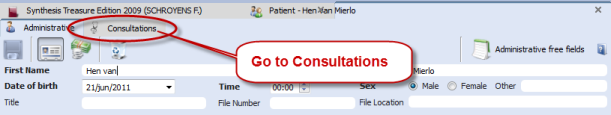 Synthesis Treasure Edition 2009 (SCHROYENS F.) Patient - Hen Van Mierlo
Administrative Consultations
Go to Consultations
Administrative free fields
First Name Hen van Mierlo
Date of birth 21/jun/2011 Time 00:00 Sex Male Female Other
Title File Number File Location